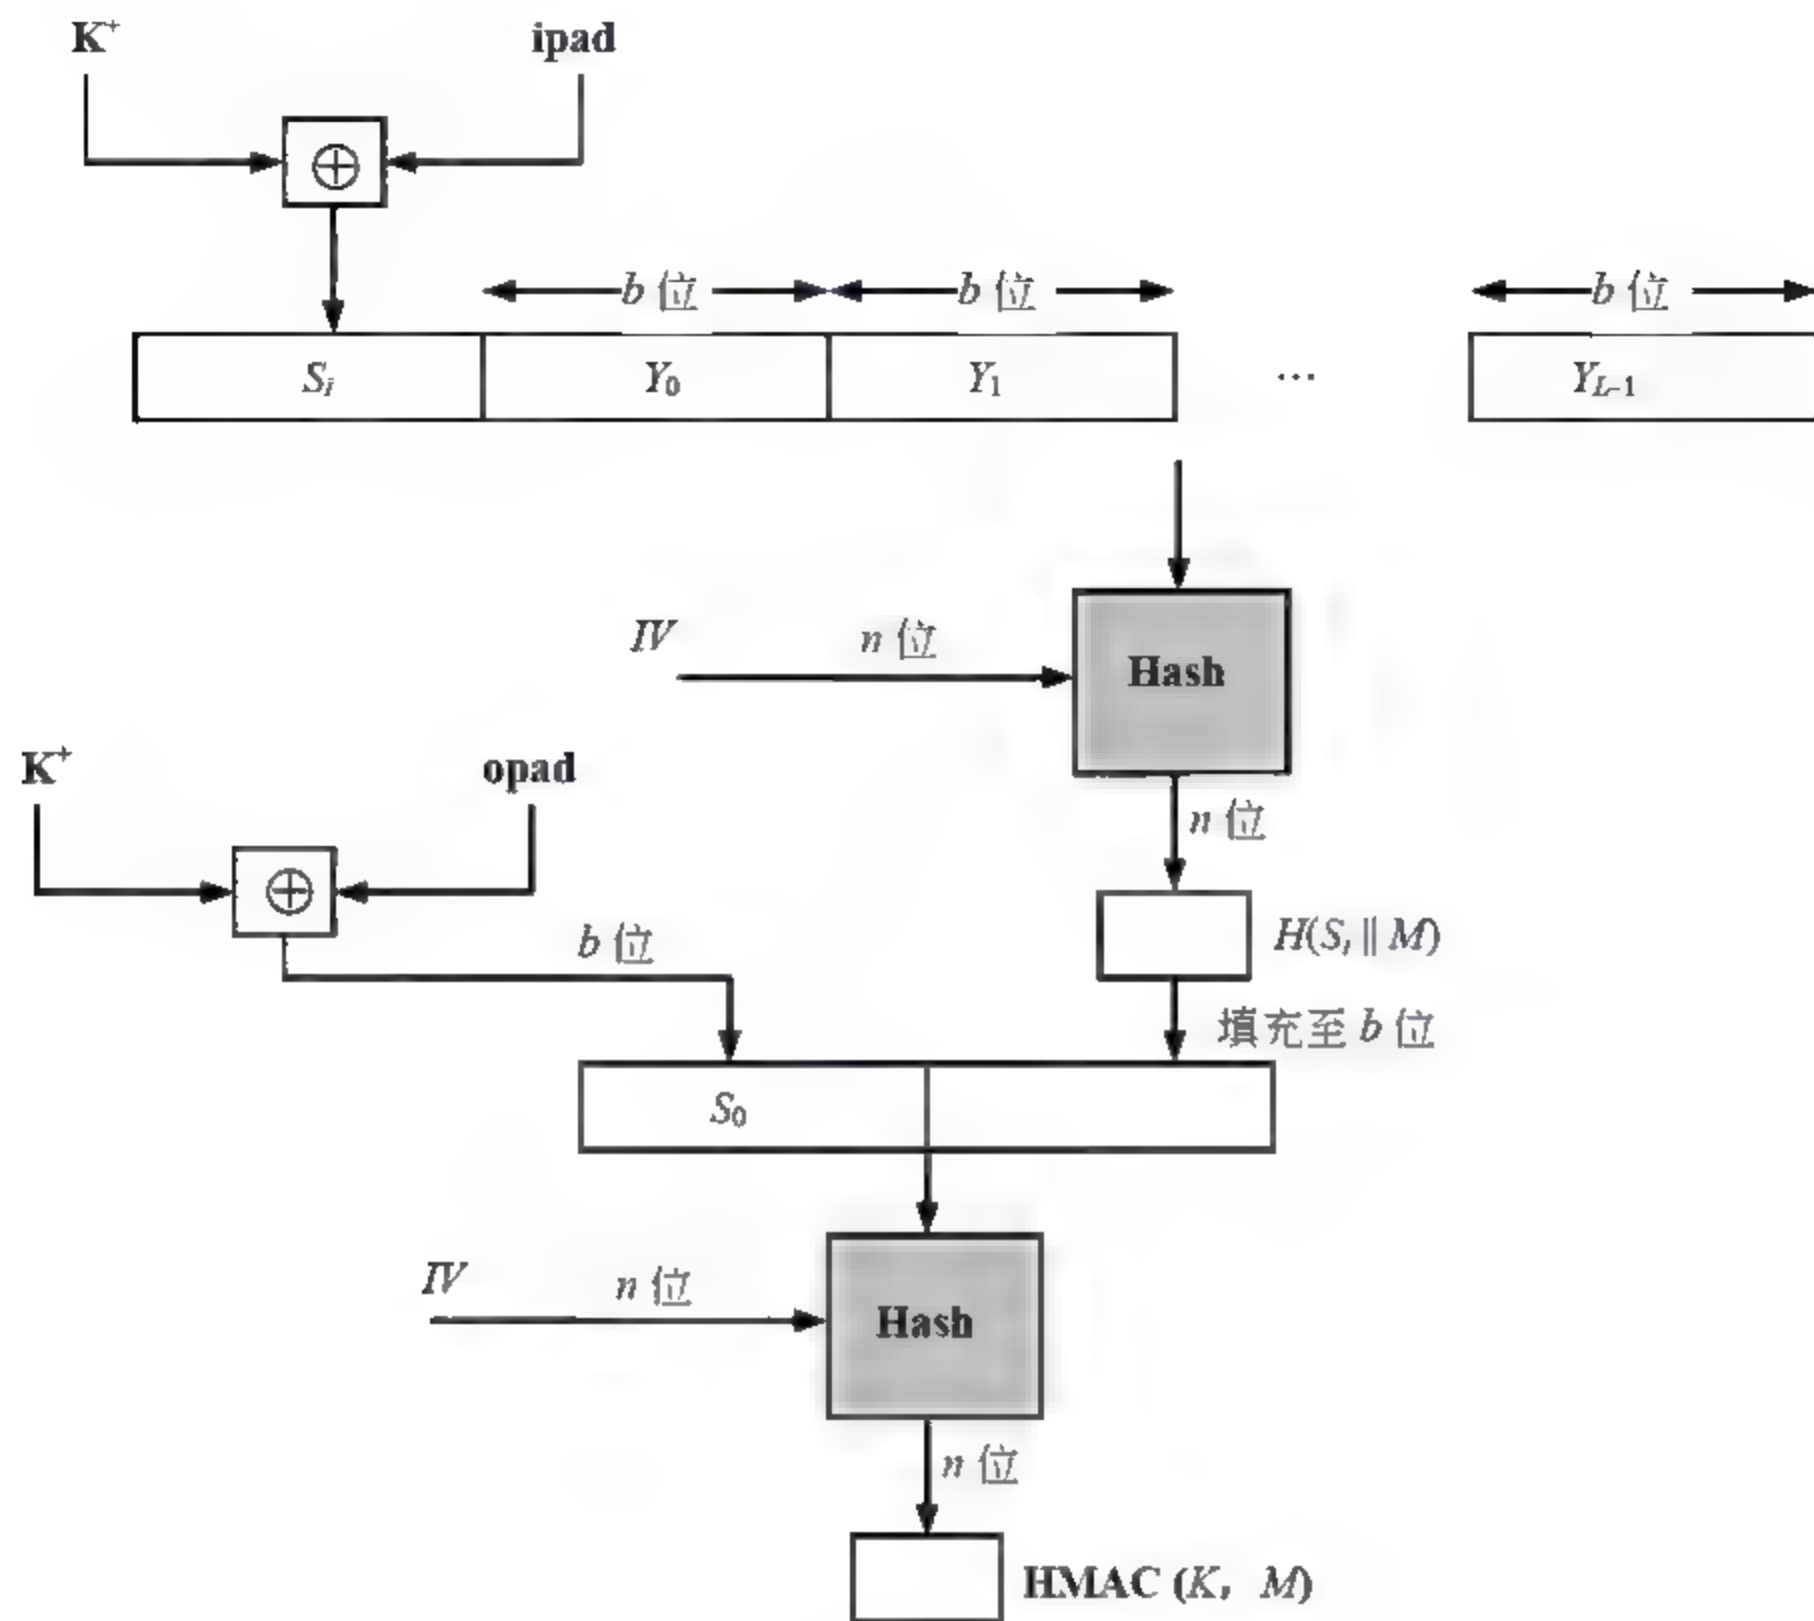 K⁺ ipad
⊕
b 位 b 位 b 位
Sᵢ Y₀ Y₁ … Y_{L-1}
IV n 位
Hash
K⁺ opad
n 位
⊕
b 位
H(Sᵢ || M)
填充至 b 位
S₀
IV n 位
Hash
n 位
HMAC (K，M)